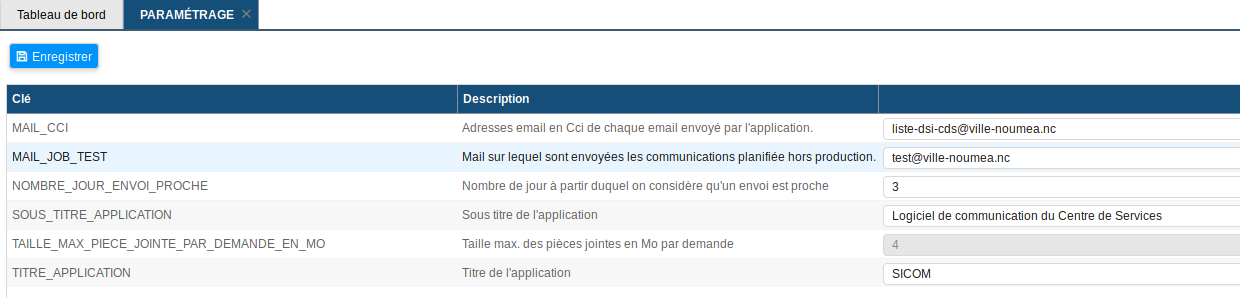 Tableau de bord PARAMÉTRAGE
Enregistrer
Clé Description
MAIL_CCI Adresses email en Cci de chaque email envoyé par l'application. liste-dsi-cds@ville-noumea.nc
MAIL_JOB_TEST Mail sur lequel sont envoyées les communications planifiée hors production. test@ville-noumea.nc
NOMBRE_JOUR_ENVOI_PROCHE Nombre de jour à partir duquel on considère qu'un envoi est proche 3
SOUS_TITRE_APPLICATION Sous titre de l'application Logiciel de communication du Centre de Services
TAILLE_MAX_PIECE_JOINTE_PAR_DEMANDE_EN_MO Taille max. des pièces jointes en Mo par demande 4
TITRE_APPLICATION Titre de l'application SICOM